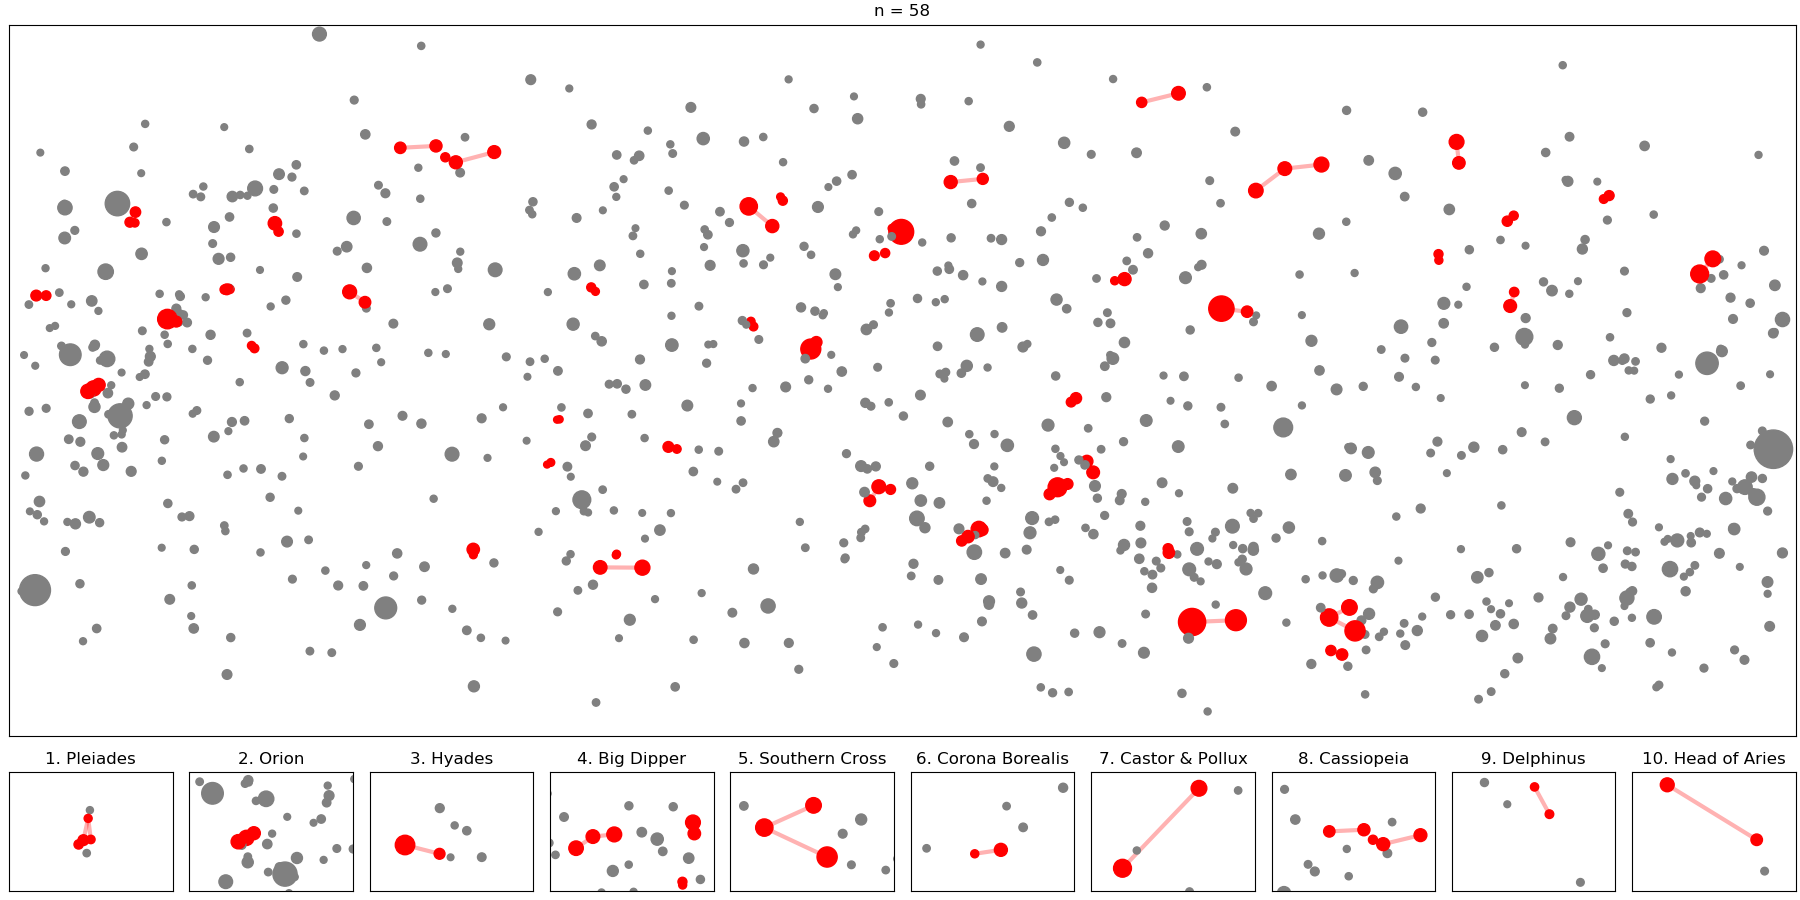 n = 58
1. Pleiades
2. Orion
3. Hyades
4. Big Dipper
5. Southern Cross
6. Corona Borealis
7. Castor & Pollux
8. Cassiopeia
9. Delphinus
10. Head of Aries